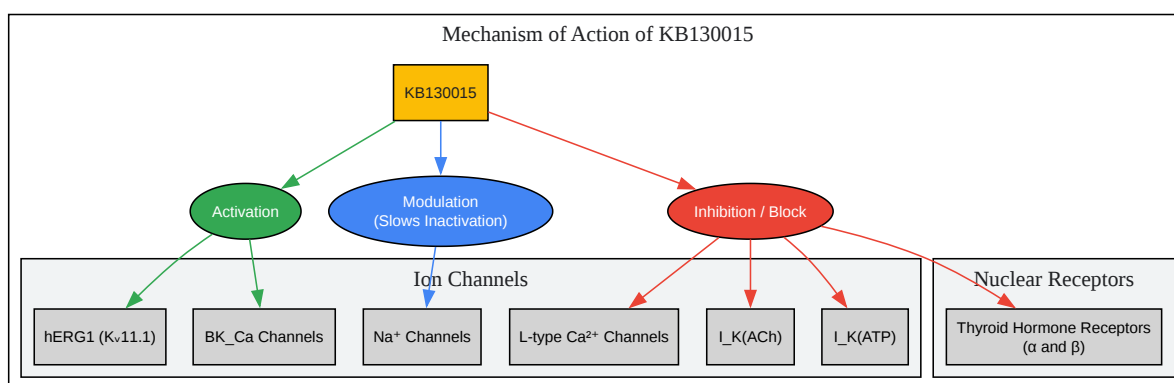 Mechanism of Action of KB130015
KB130015
Activation
Modulation
(Slows Inactivation)
Inhibition / Block
Ion Channels
Nuclear Receptors
hERG1 (Kᵥ11.1)
BK_Ca Channels
Na⁺ Channels
L-type Ca²⁺ Channels
I_K(ACh)
I_K(ATP)
Thyroid Hormone Receptors
(α and β)